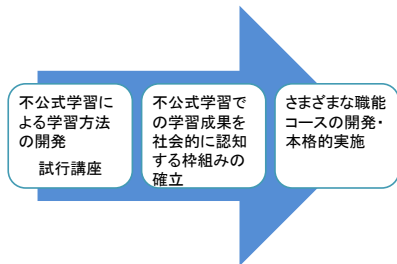 不公式学習に
よる学習方法
の開発
試行講座
不公式学習で
の学習成果を
社会的に認知
する枠組みの
確立
さまざまな職能
コースの開発・
本格的実施